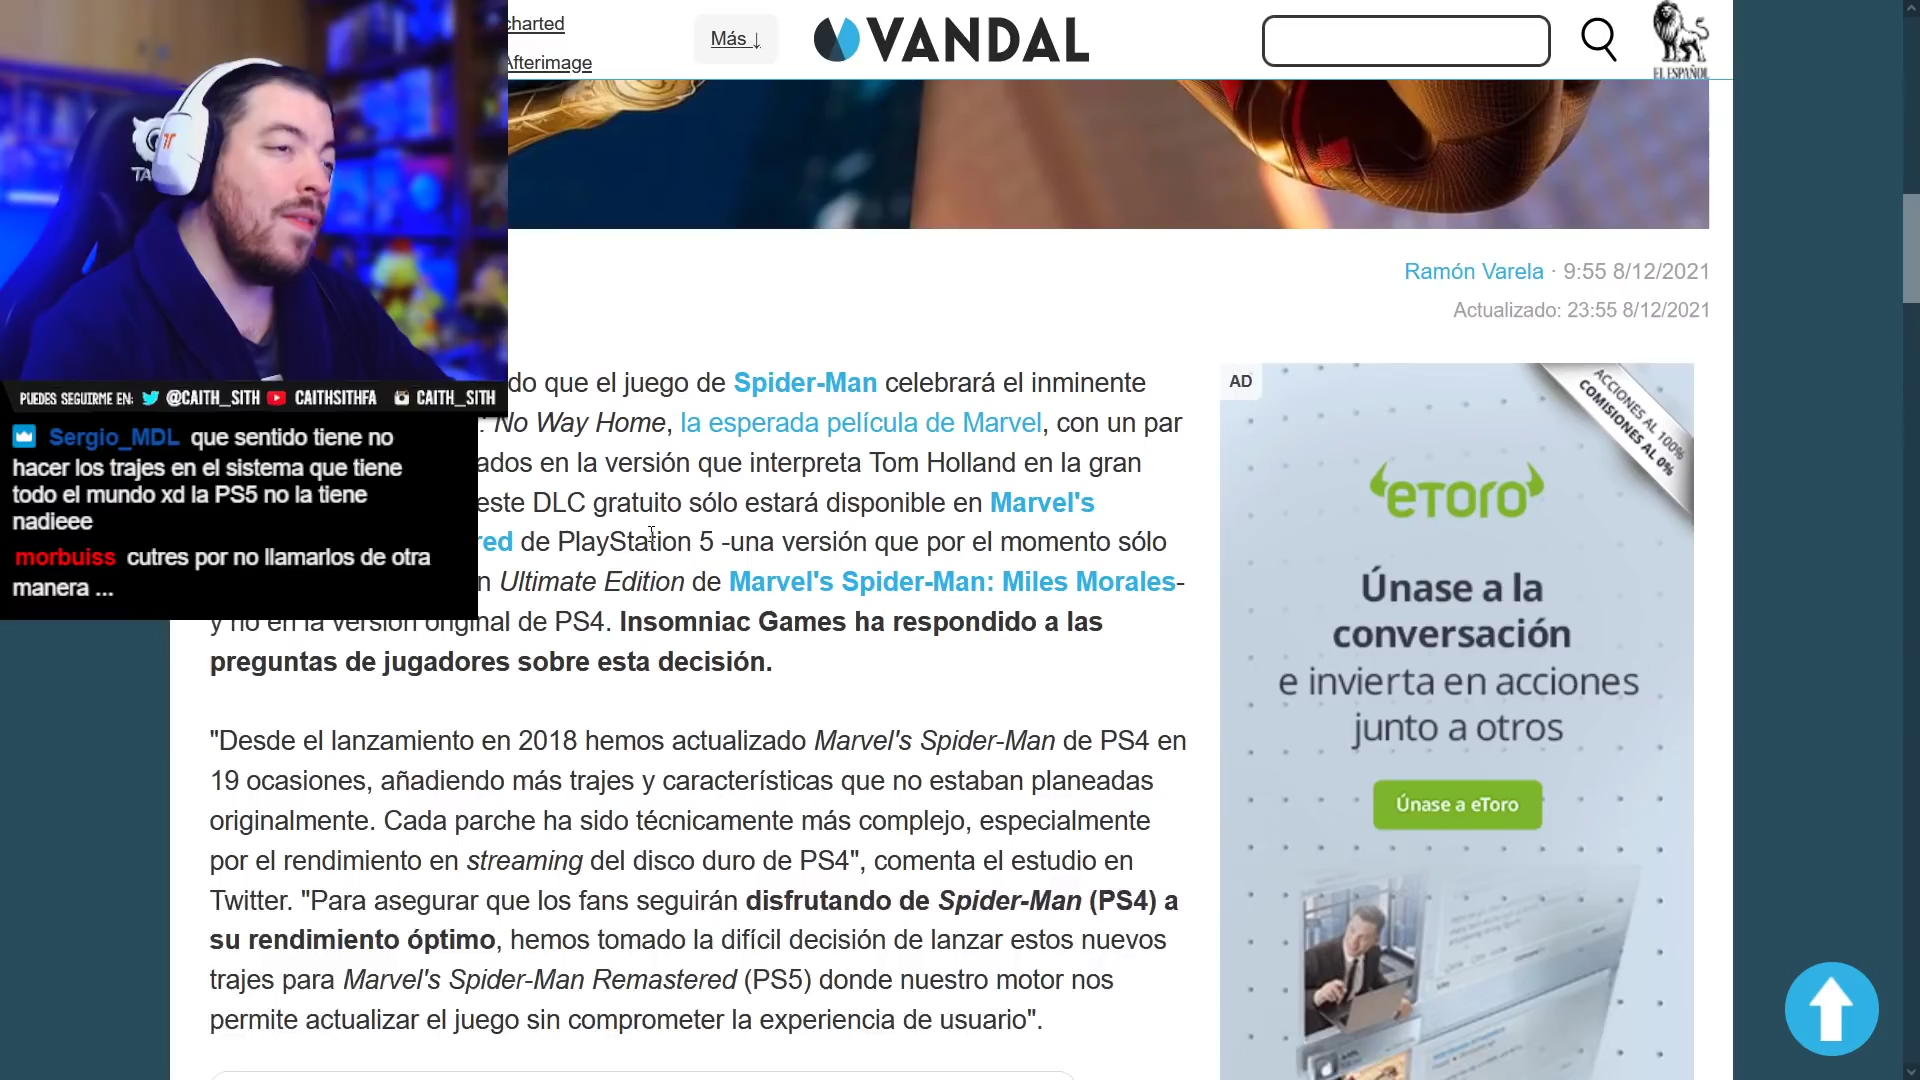 charted
Afterimage
Más ↓
VANDAL
EL ESPAÑOL
TA
Ramón Varela · 9:55 8/12/2021
Actualizado: 23:55 8/12/2021
PUEDES SEGUIRME EN: @CAITH_SITH CAITHSITHFA CAITH_SITH
Sergio_MDL que sentido tiene no
hacer los trajes en el sistema que tiene
todo el mundo xd la PS5 no la tiene
nadieee
morbuiss cutres por no llamarlos de otra
manera ...
do que el juego de Spider-Man celebrará el inminente
: No Way Home, la esperada película de Marvel, con un par
ados en la versión que interpreta Tom Holland en la gran
este DLC gratuito sólo estará disponible en Marvel's
red de PlayStation 5 -una versión que por el momento sólo
n Ultimate Edition de Marvel's Spider-Man: Miles Morales-
y no en la versión original de PS4. Insomniac Games ha respondido a las
preguntas de jugadores sobre esta decisión.
"Desde el lanzamiento en 2018 hemos actualizado Marvel's Spider-Man de PS4 en
19 ocasiones, añadiendo más trajes y características que no estaban planeadas
originalmente. Cada parche ha sido técnicamente más complejo, especialmente
por el rendimiento en streaming del disco duro de PS4", comenta el estudio en
Twitter. "Para asegurar que los fans seguirán disfrutando de Spider-Man (PS4) a
su rendimiento óptimo, hemos tomado la difícil decisión de lanzar estos nuevos
trajes para Marvel's Spider-Man Remastered (PS5) donde nuestro motor nos
permite actualizar el juego sin comprometer la experiencia de usuario".
AD
ACCIONES AL 100%
COMISIONES AL 0%
eToro
Únase a la
conversación
e invierta en acciones
junto a otros
Únase a eToro